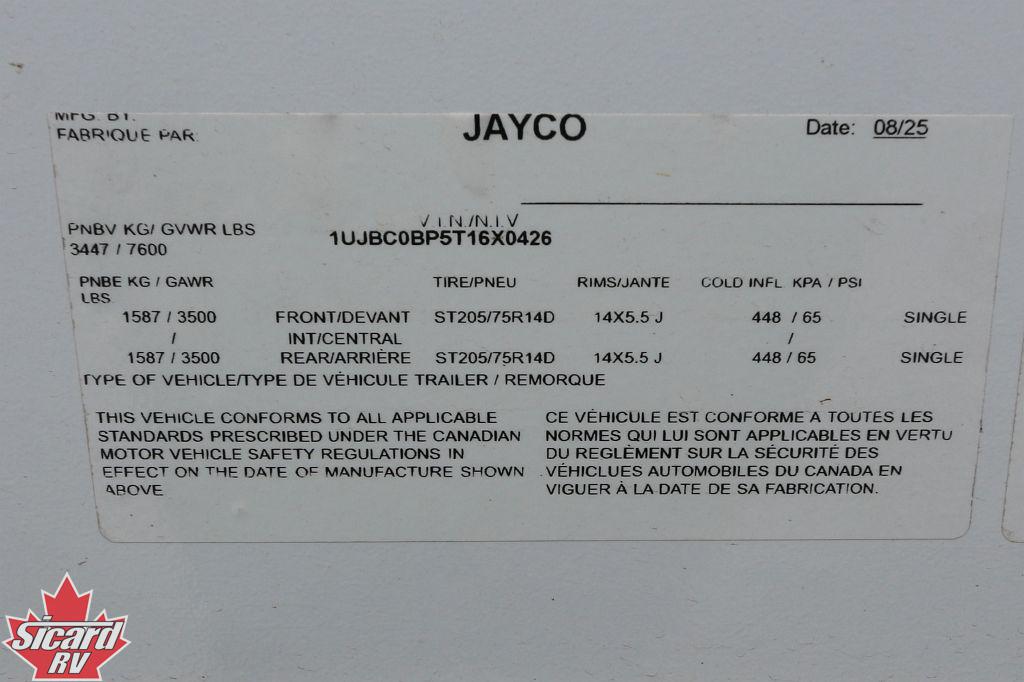 MFG. BY:
FABRIQUE PAR:
JAYCO
Date: 08/25
V.I.N./N.I.V
PNBV KG/ GVWR LBS
3447 / 7600
1UJBC0BP5T16X0426
PNBE KG / GAWR LBS TIRE/PNEU RIMS/JANTE COLD INFL KPA / PSI
1587 / 3500 FRONT/DEVANT ST205/75R14D 14X5.5 J 448 / 65 SINGLE
/ INT/CENTRAL /
1587 / 3500 REAR/ARRIÈRE ST205/75R14D 14X5.5 J 448 / 65 SINGLE
TYPE OF VEHICLE/TYPE DE VÉHICULE TRAILER / REMORQUE
THIS VEHICLE CONFORMS TO ALL APPLICABLE
STANDARDS PRESCRIBED UNDER THE CANADIAN
MOTOR VEHICLE SAFETY REGULATIONS IN
EFFECT ON THE DATE OF MANUFACTURE SHOWN
ABOVE
CE VÉHICULE EST CONFORME A TOUTES LES
NORMES QUI LUI SONT APPLICABLES EN VERTU
DU REGLÈMENT SUR LA SÉCURITÉ DES
VÉHICLUES AUTOMOBILES DU CANADA EN
VIGUER À LA DATE DE SA FABRICATION.
Sicard
RV